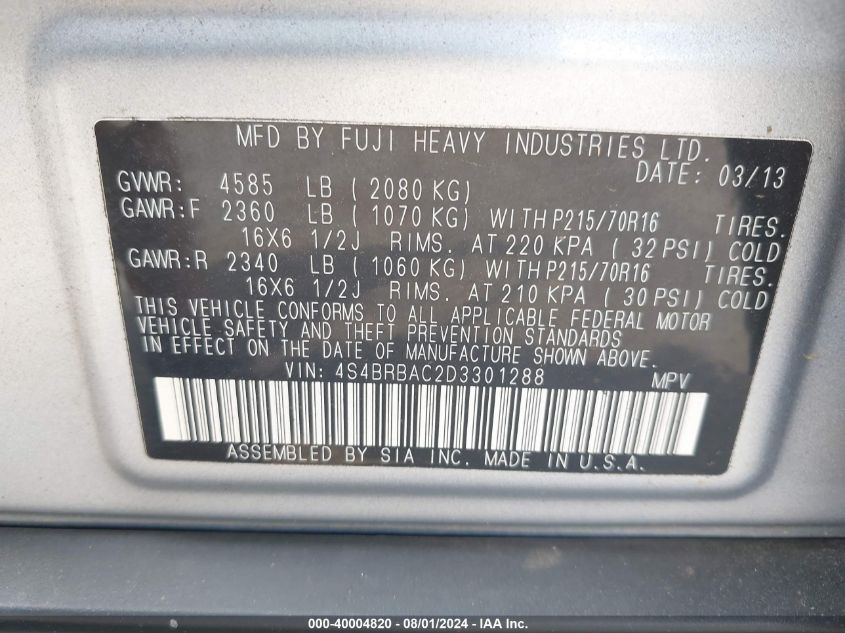 MFD BY FUJI HEAVY INDUSTRIES LTD.
DATE: 03/13
GVWR: 4585 LB ( 2080 KG)
GAWR:F 2360 LB ( 1070 KG) WITH P215/70R16 TIRES.
16X6 1/2J RIMS. AT 220 KPA ( 32 PSI) COLD
GAWR:R 2340 LB ( 1060 KG) WITH P215/70R16 TIRES.
16X6 1/2J RIMS. AT 210 KPA ( 30 PSI) COLD
THIS VEHICLE CONFORMS TO ALL APPLICABLE FEDERAL MOTOR
VEHICLE SAFETY AND THEFT PREVENTION STANDARDS
IN EFFECT ON THE DATE OF MANUFACTURE SHOWN ABOVE.
VIN: 4S4BRBAC2D3301288 MPV
ASSEMBLED BY SIA INC. MADE IN U.S.A.
000-40004820 - 08/01/2024 - IAA Inc.